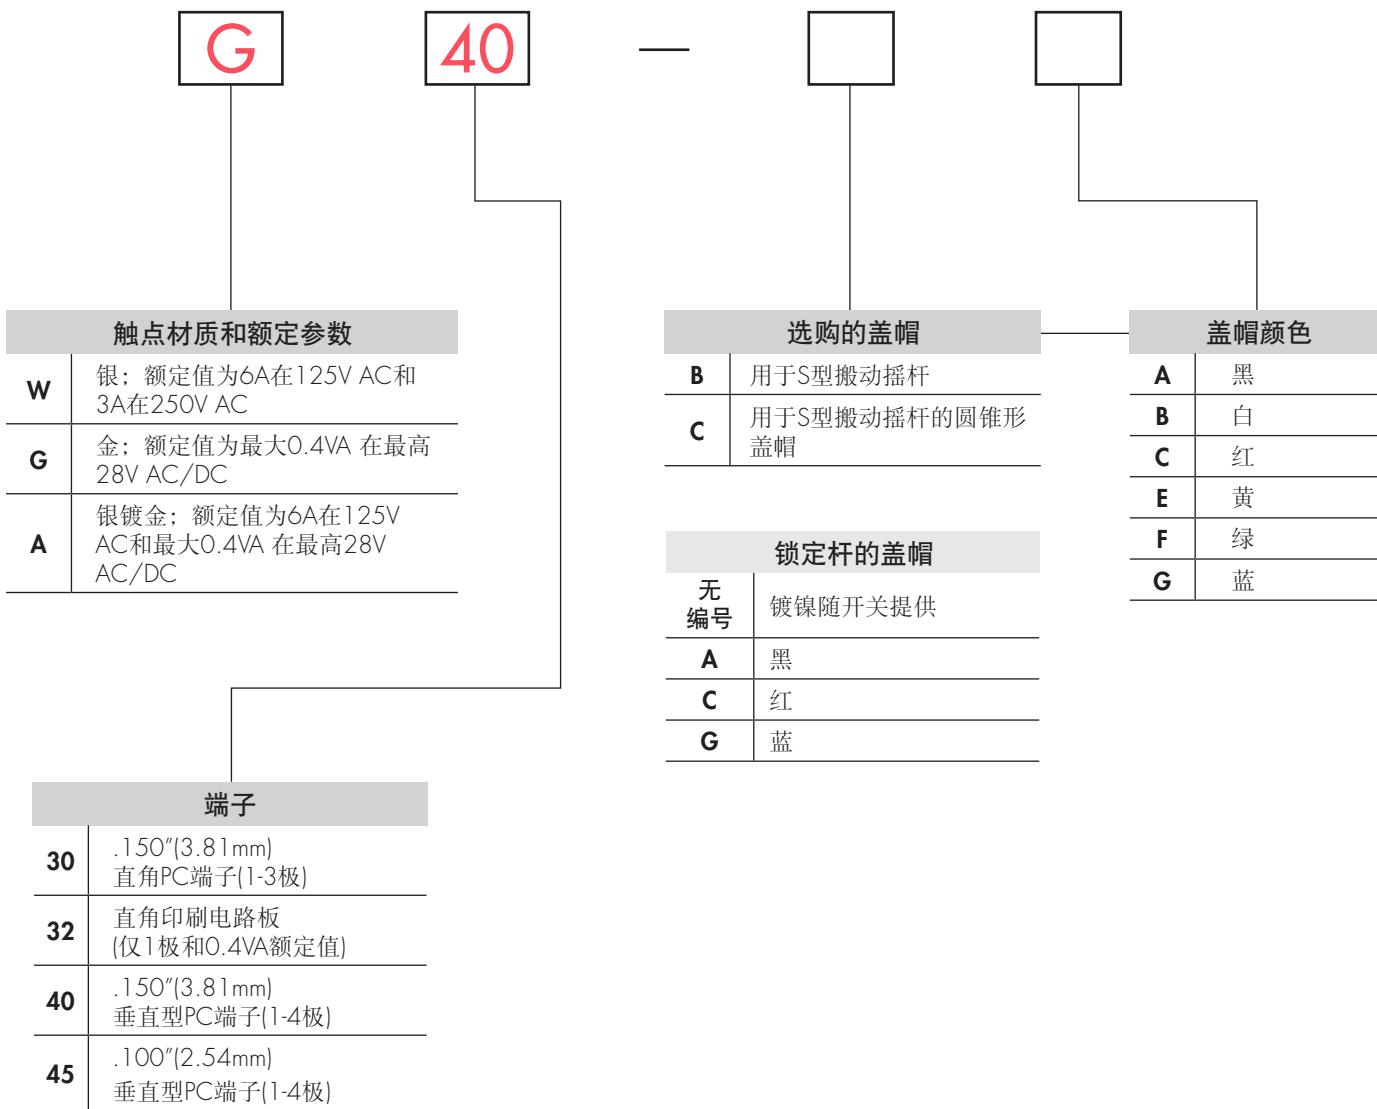 G 40 —
触点材质和额定参数
W 银；额定值为6A在125V AC和
3A在250V AC
G 金；额定值为最大0.4VA 在最高
28V AC/DC
A 银镀金；额定值为6A在125V
AC和最大0.4VA 在最高28V
AC/DC
端子
30 .150”(3.81mm)
直角PC端子(1-3极)
32 直角印刷电路板
(仅1极和0.4VA额定值)
40 .150”(3.81mm)
垂直型PC端子(1-4极)
45 .100”(2.54mm)
垂直型PC端子(1-4极)
选购的盖帽
B 用于S型搬动摇杆
C 用于S型搬动摇杆的圆锥形
盖帽
锁定杆的盖帽
无
编号 镀镍随开关提供
A 黑
C 红
G 蓝
盖帽颜色
A 黑
B 白
C 红
E 黄
F 绿
G 蓝